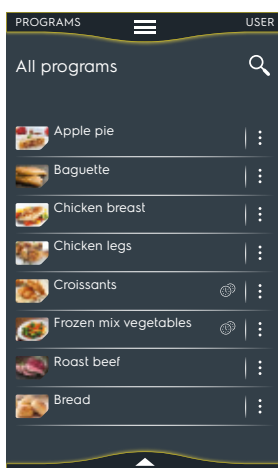 PROGRAMS USER
All programs
Apple pie
Baguette
Chicken breast
Chicken legs
Croissants
Frozen mix vegetables
Roast beef
Bread